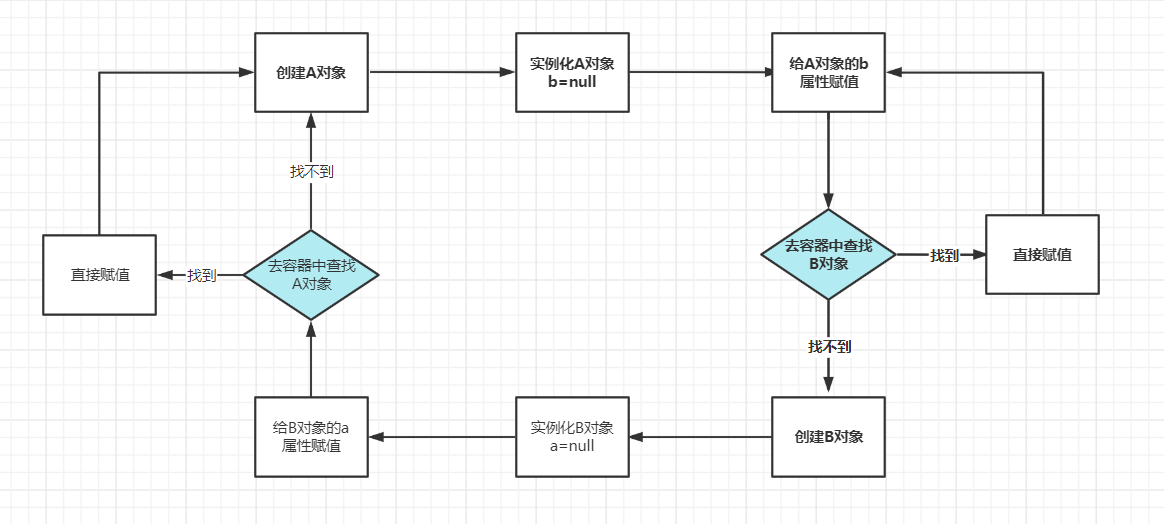 创建A对象
实例化A对象
b=null
给A对象的b
属性赋值
找不到
去容器中查找
B对象
找到
直接赋值
直接赋值
找到
去容器中查找
A对象
找不到
给B对象的a
属性赋值
实例化B对象
a=null
创建B对象